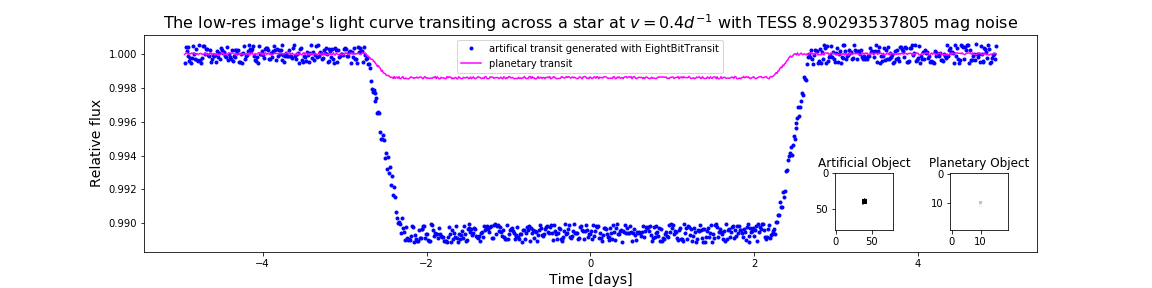 The low-res image's light curve transiting across a star at v = 0.4d⁻¹ with TESS 8.90293537805 mag noise
artifical transit generated with EightBitTransit
planetary transit
Relative flux
1.000
0.998
0.996
0.994
0.992
0.990
Artificial Object
Planetary Object
0
50
0
50
0
10
0
10
−4
−2
0
2
4
Time [days]